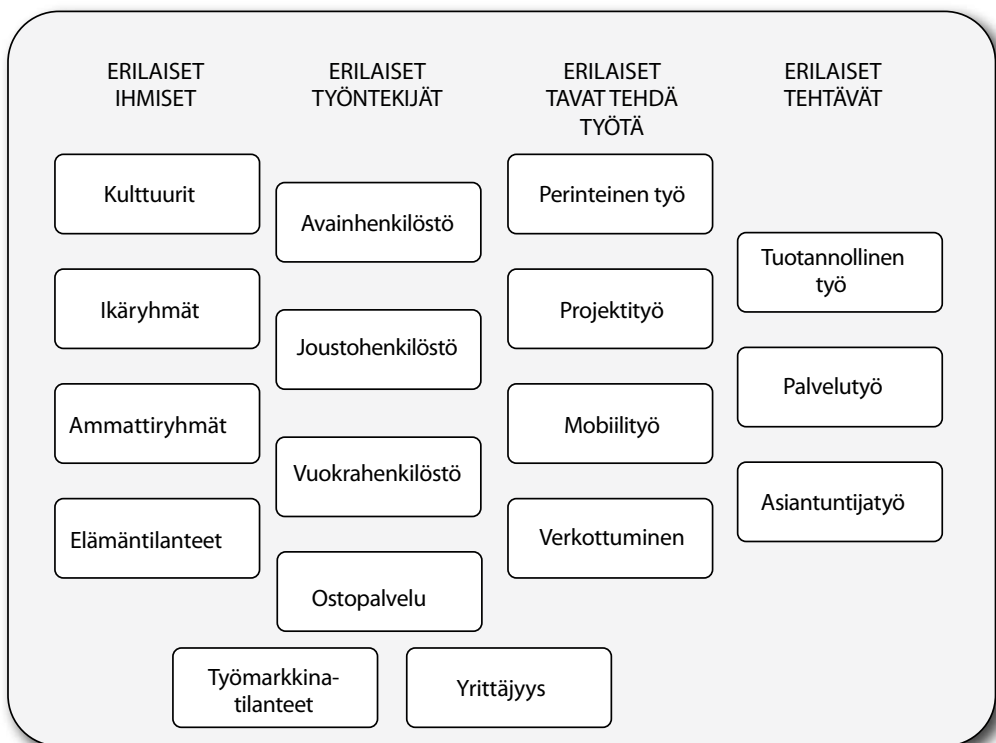 ERILAISET
IHMISET
ERILAISET
TYÖNTEKIJÄT
ERILAISET
TAVAT TEHDÄ
TYÖTÄ
ERILAISET
TEHTÄVÄT
Kulttuurit
Ikäryhmät
Ammattiryhmät
Elämäntilanteet
Avainhenkilöstö
Joustohenkilöstö
Vuokrahenkilöstö
Ostopalvelu
Perinteinen työ
Projektityö
Mobiilityö
Verkottuminen
Tuotannollinen
työ
Palvelutyö
Asiantuntijatyö
Työmarkkina-
tilanteet
Yrittäjyys